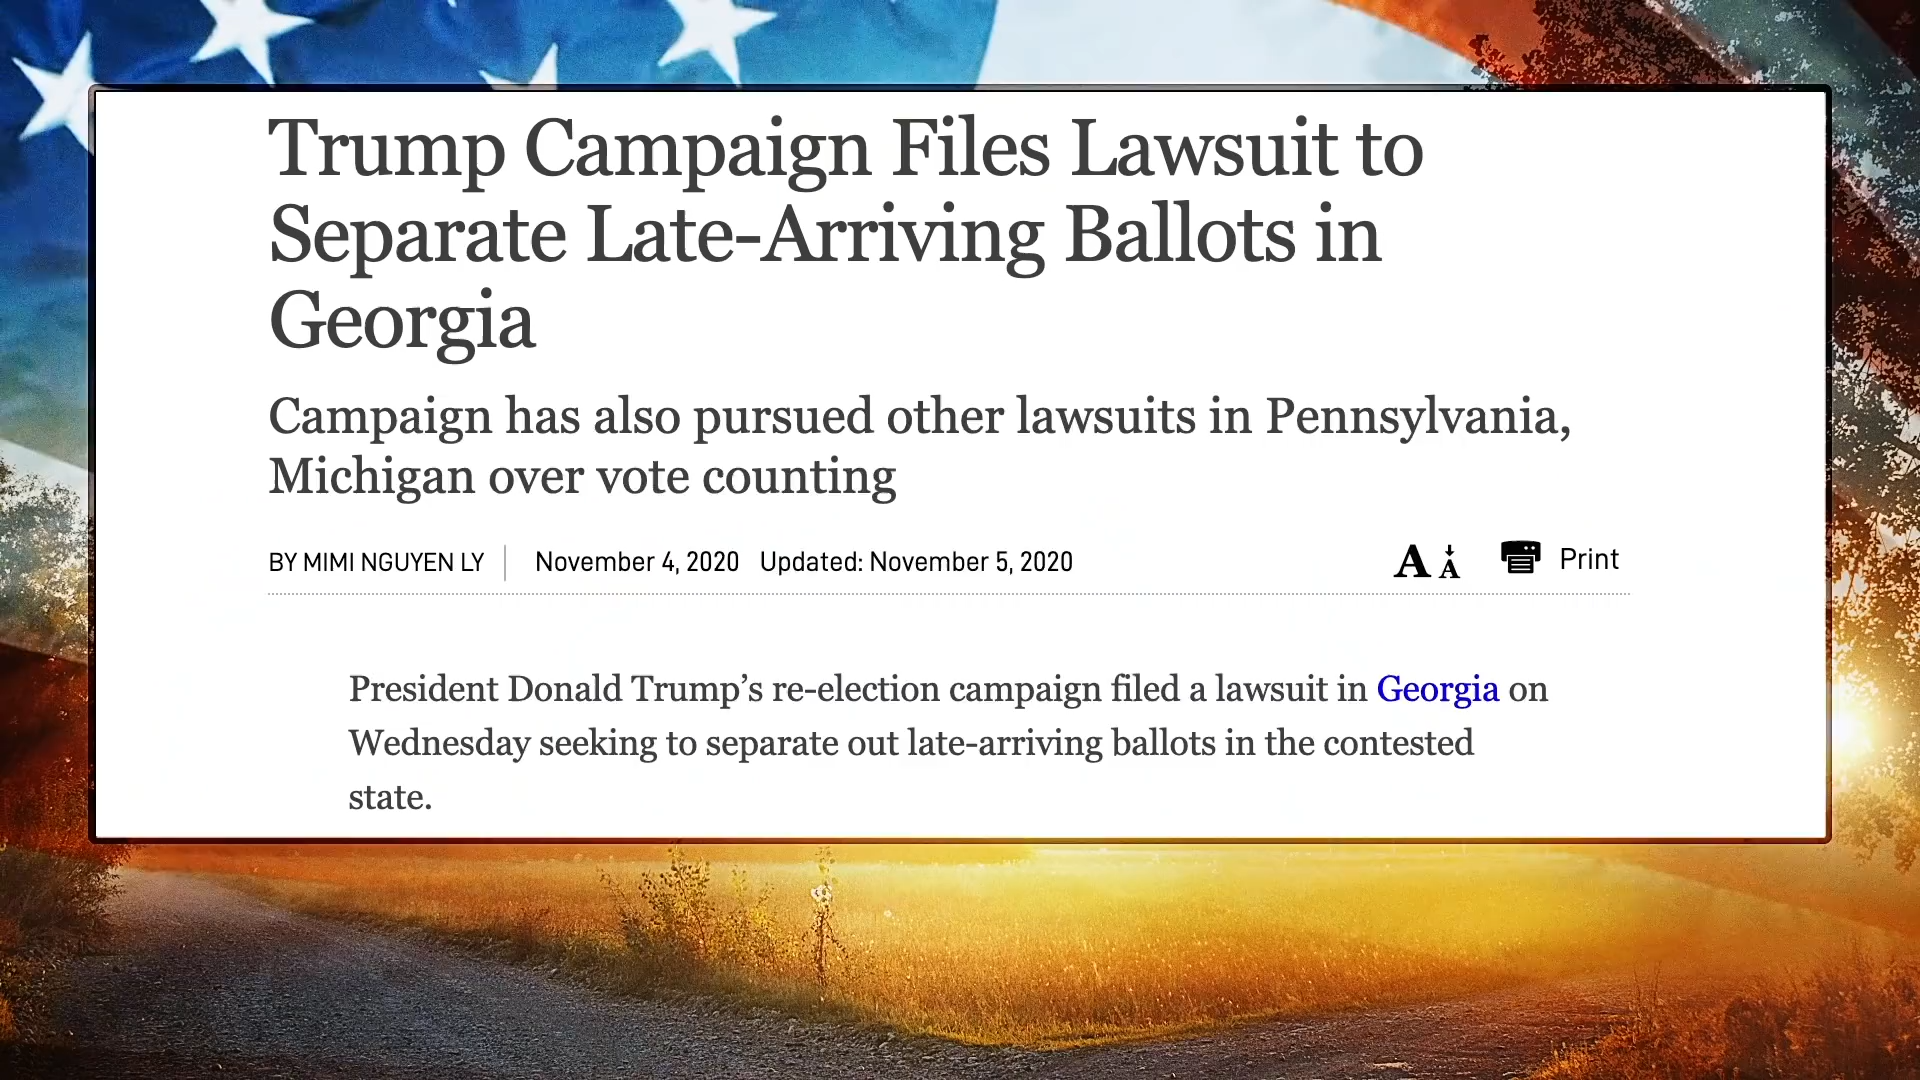 Trump Campaign Files Lawsuit to
Separate Late-Arriving Ballots in
Georgia
Campaign has also pursued other lawsuits in Pennsylvania,
Michigan over vote counting
BY MIMI NGUYEN LY November 4, 2020 Updated: November 5, 2020 A A Print
President Donald Trump’s re-election campaign filed a lawsuit in Georgia on
Wednesday seeking to separate out late-arriving ballots in the contested
state.